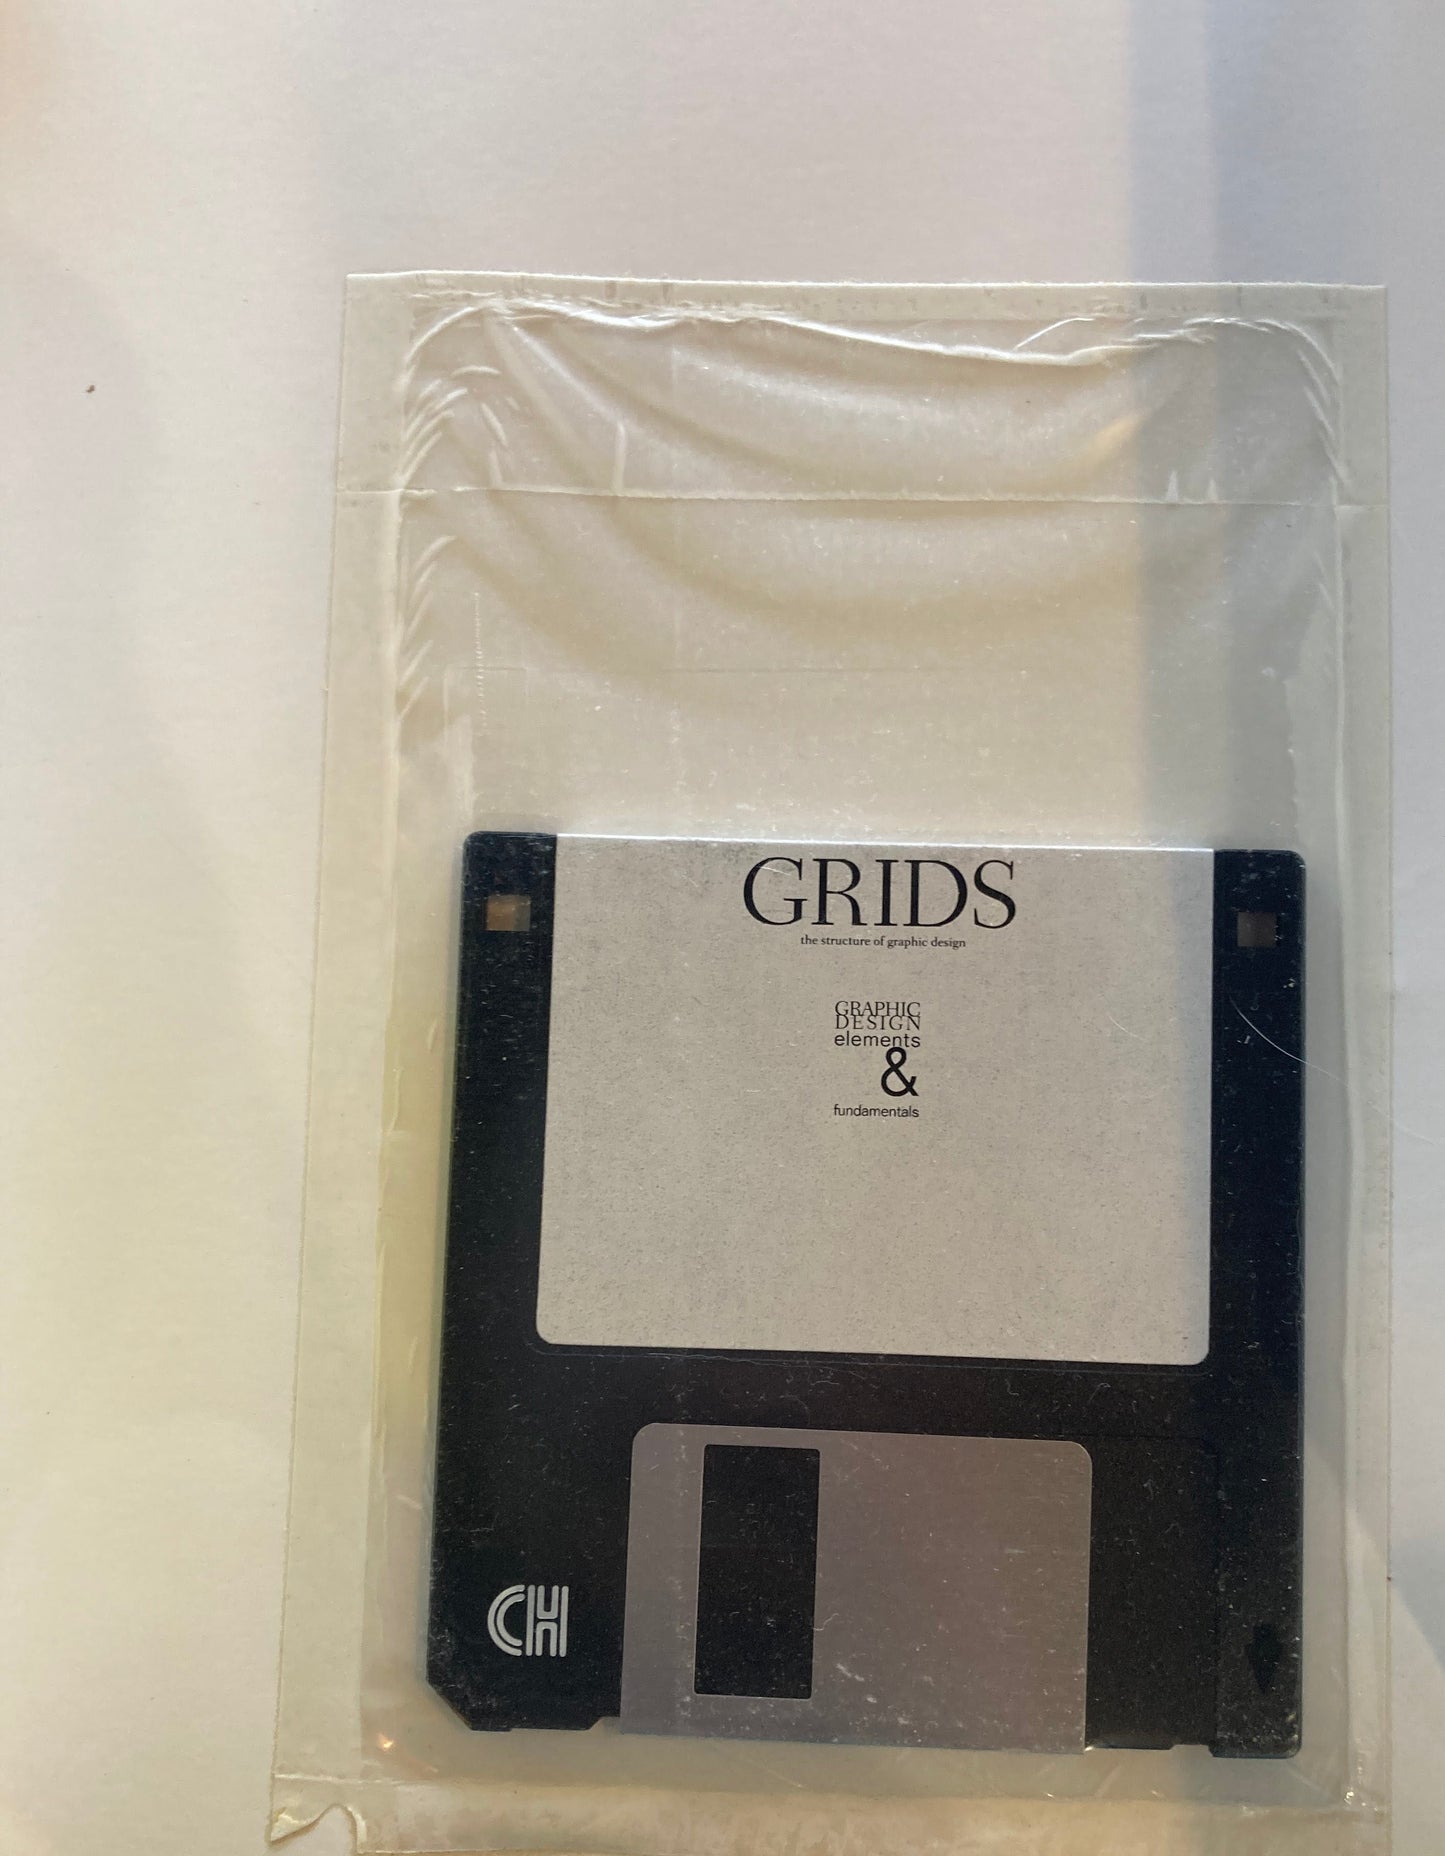 GRIDS
the structure of graphic design
GRAPHIC
DESIGN
elements
&
fundamentals
CH